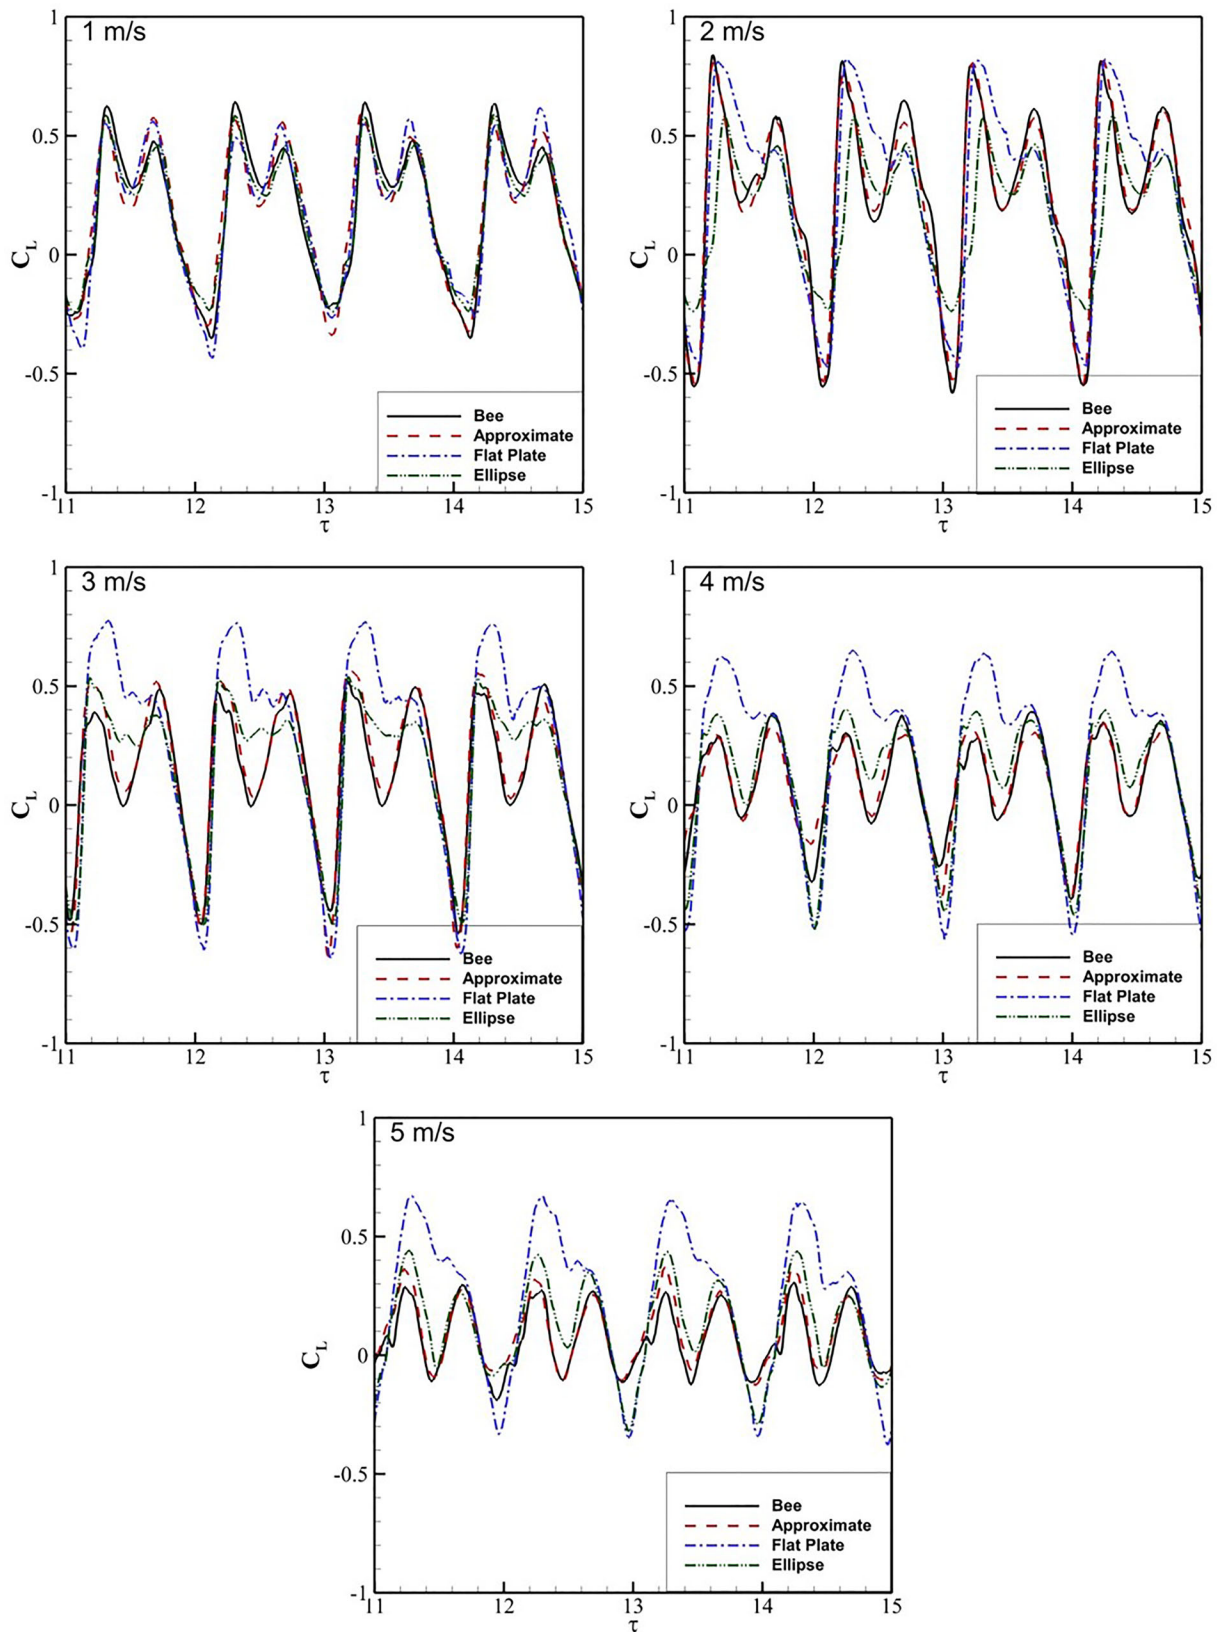 1 m/s
1
0.5
0
-0.5
-1
C_L
11 12 13 14 15
τ
Bee
Approximate
Flat Plate
Ellipse
2 m/s
1
0.5
0
-0.5
-1
C_L
11 12 13 14 15
τ
Bee
Approximate
Flat Plate
Ellipse
3 m/s
1
0.5
0
-0.5
-1
C_L
11 12 13 14 15
τ
Bee
Approximate
Flat Plate
Ellipse
4 m/s
1
0.5
0
-0.5
-1
C_L
11 12 13 14 15
τ
Bee
Approximate
Flat Plate
Ellipse
5 m/s
1
0.5
0
-0.5
-1
C_L
11 12 13 14 15
τ
Bee
Approximate
Flat Plate
Ellipse